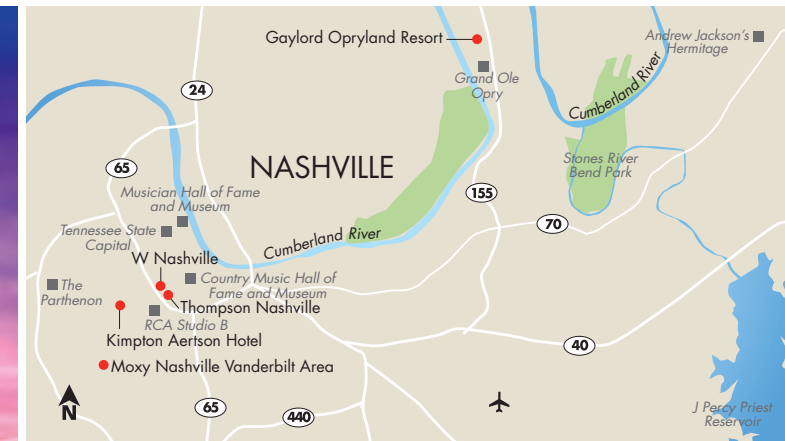 Gaylord Opryland Resort
Andrew Jackson's
Hermitage
Grand Ole
Opry
Cumberland River
24
NASHVILLE
Stones River
Bend Park
65
Musician Hall of Fame
and Museum
155
70
Tennessee State
Capital
Cumberland River
W Nashville
Country Music Hall of
Fame and Museum
The
Parthenon
Thompson Nashville
RCA Studio B
Kimpton Aertson Hotel
40
Moxy Nashville Vanderbilt Area
N
65
440
J Percy Priest
Reservoir